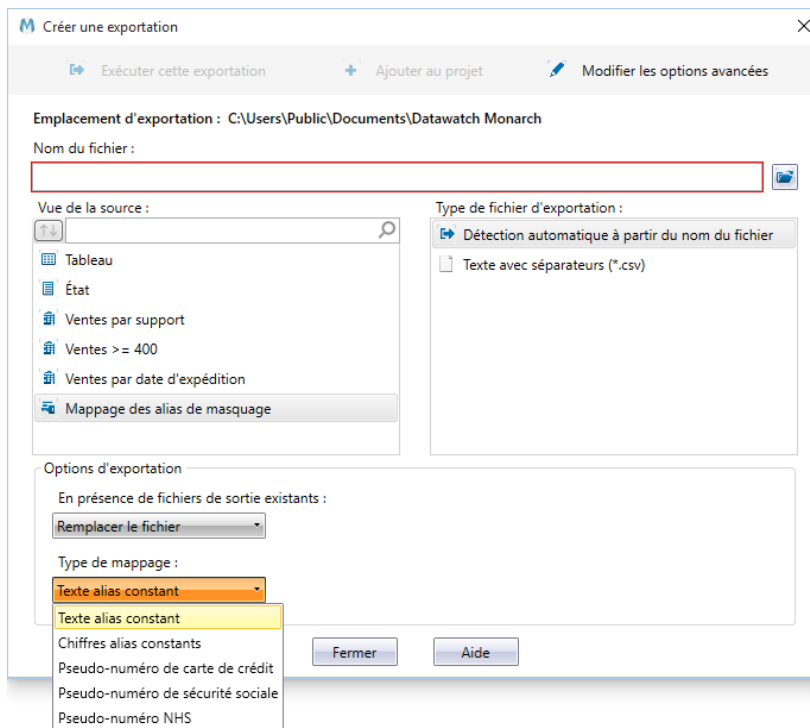 Créer une exportation
Exécuter cette exportation
Ajouter au projet
Modifier les options avancées
Emplacement d'exportation : C:\Users\Public\Documents\Datawatch Monarch
Nom du fichier :
Vue de la source :
Type de fichier d'exportation :
Détection automatique à partir du nom du fichier
Texte avec séparateurs (*.csv)
Tableau
État
Ventes par support
Ventes >= 400
Ventes par date d'expédition
Mappage des alias de masquage
Options d'exportation
En présence de fichiers de sortie existants :
Remplacer le fichier
Type de mappage :
Texte alias constant
Texte alias constant
Chiffres alias constants
Pseudo-numéro de carte de crédit
Pseudo-numéro de sécurité sociale
Pseudo-numéro NHS
Fermer
Aide